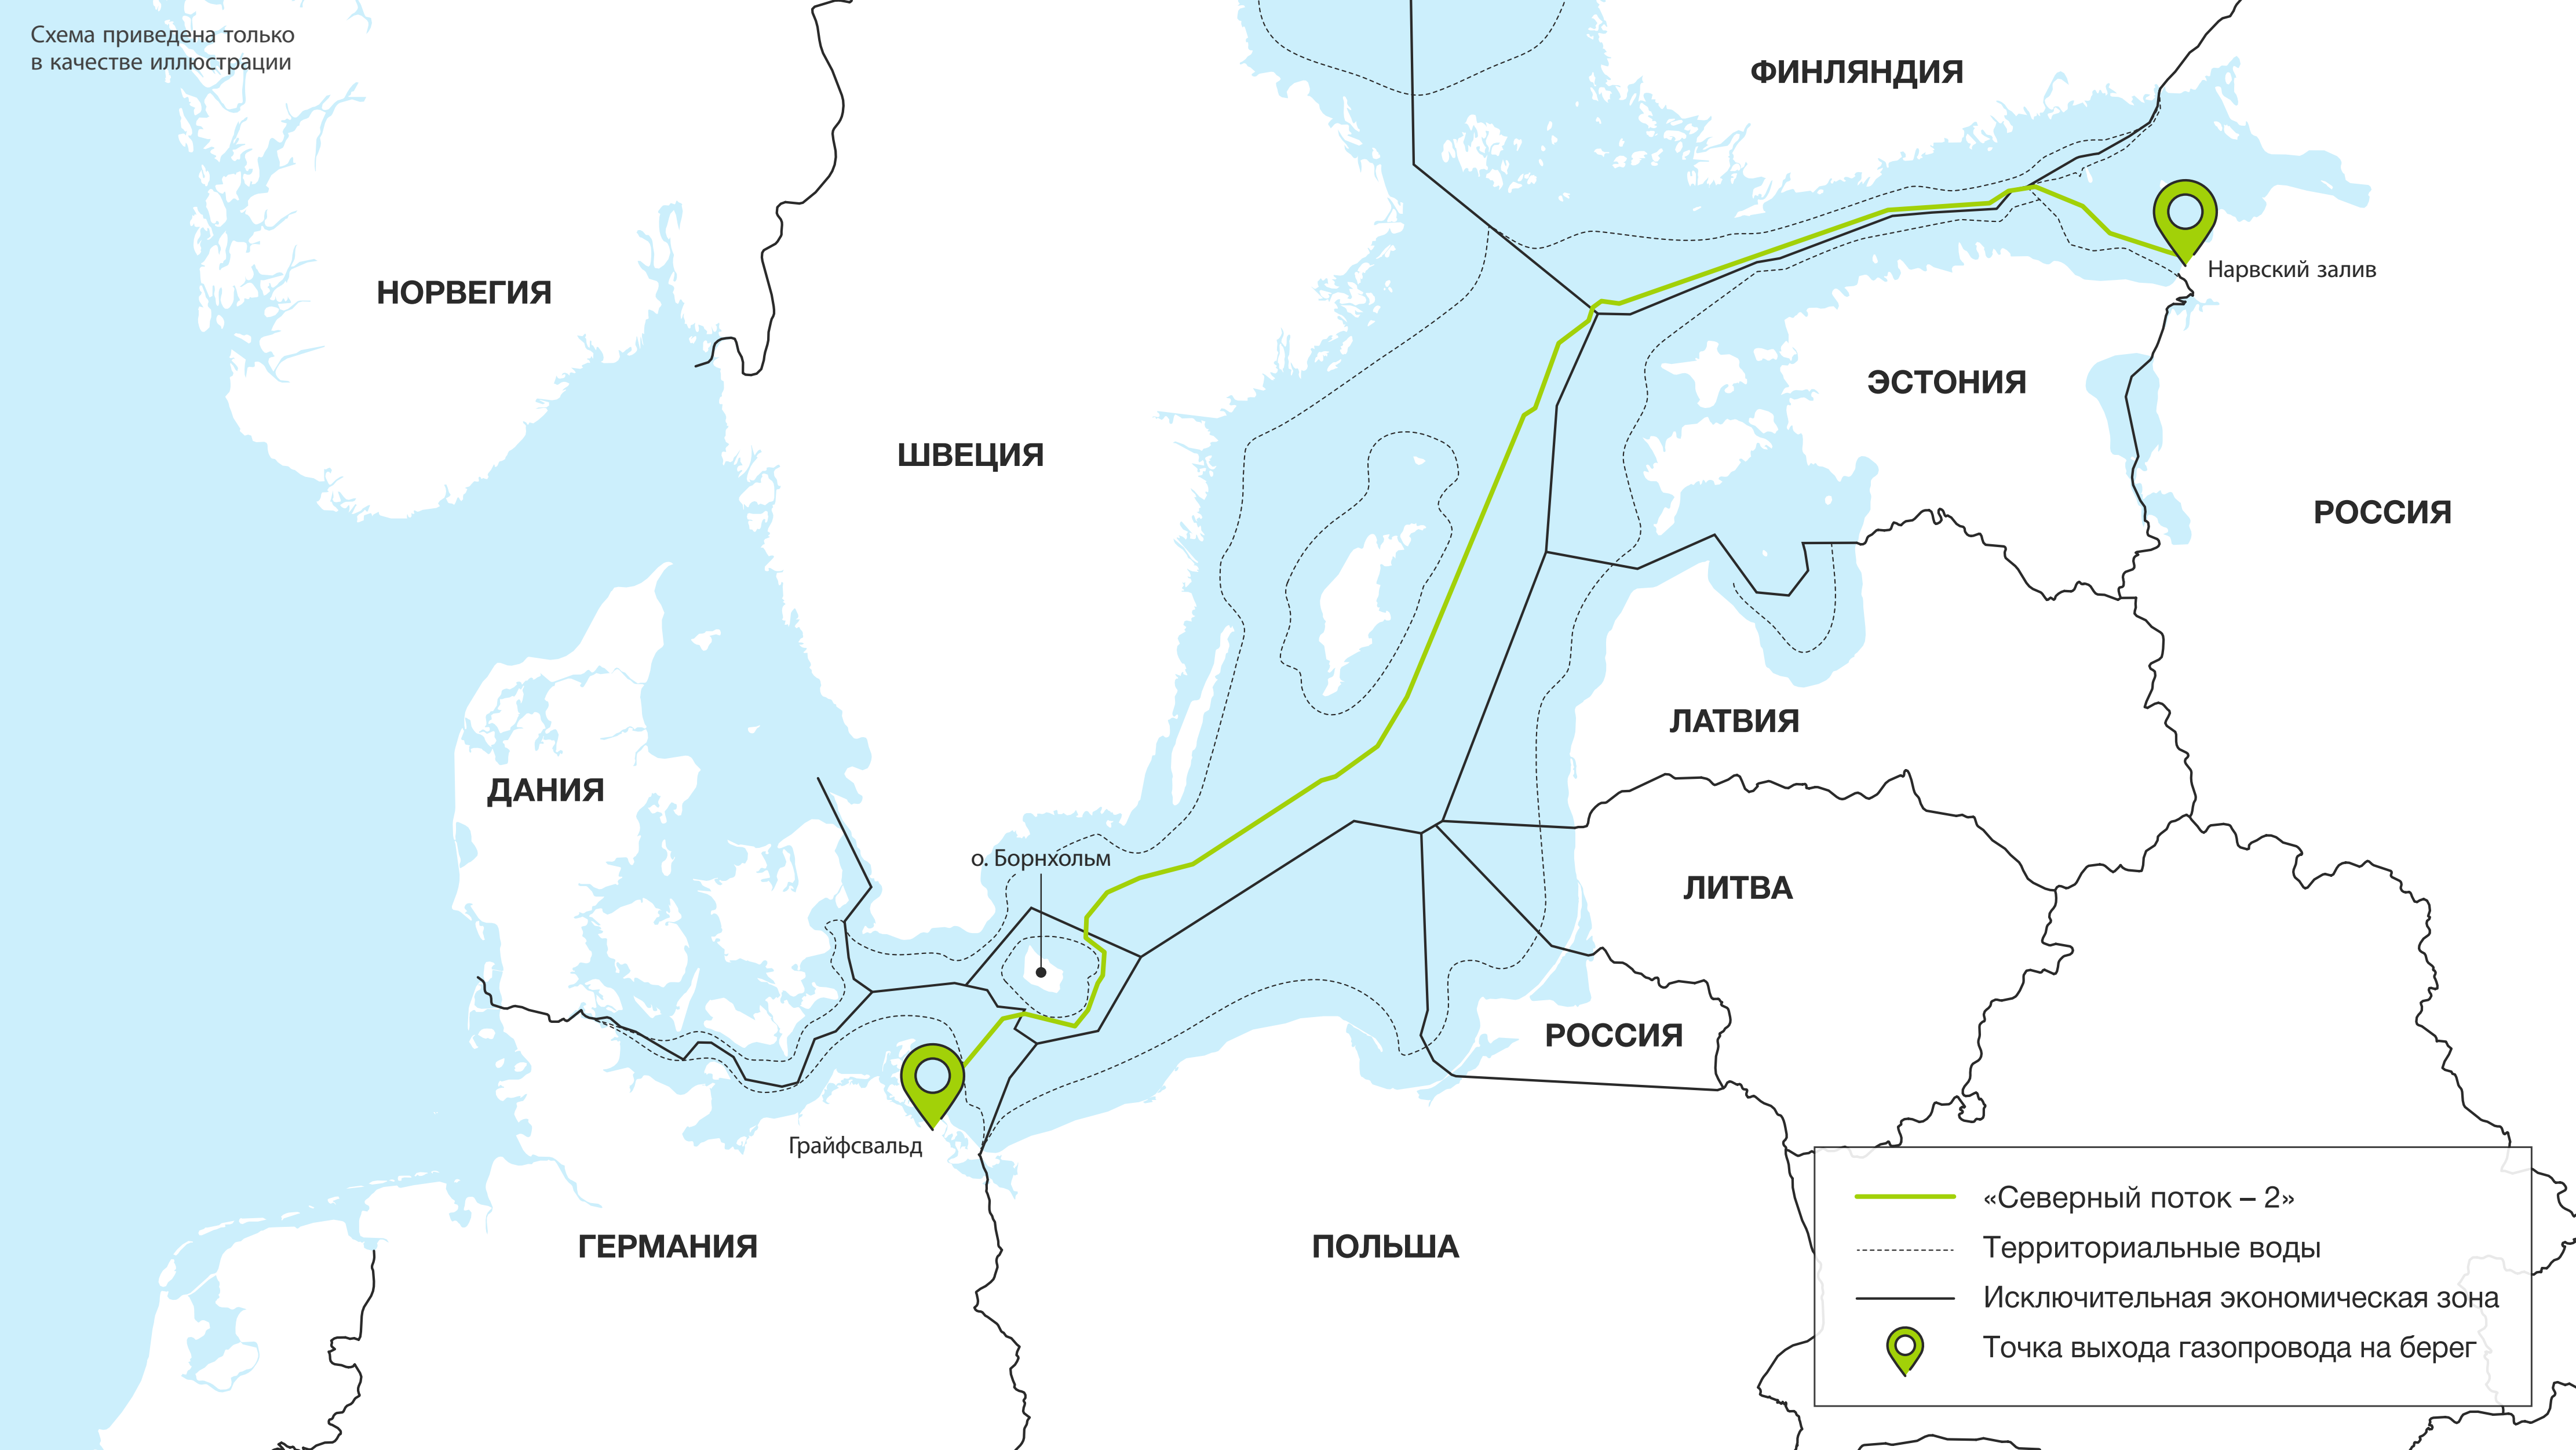 Схема приведена только
в качестве иллюстрации
ФИНЛЯНДИЯ
Нарвский залив
НОРВЕГИЯ
ЭСТОНИЯ
ШВЕЦИЯ
РОССИЯ
ЛАТВИЯ
ДАНИЯ
о. Борнхольм
ЛИТВА
РОССИЯ
Грайфсвальд
ГЕРМАНИЯ
ПОЛЬША
«Северный поток – 2»
Территориальные воды
Исключительная экономическая зона
Точка выхода газопровода на берег